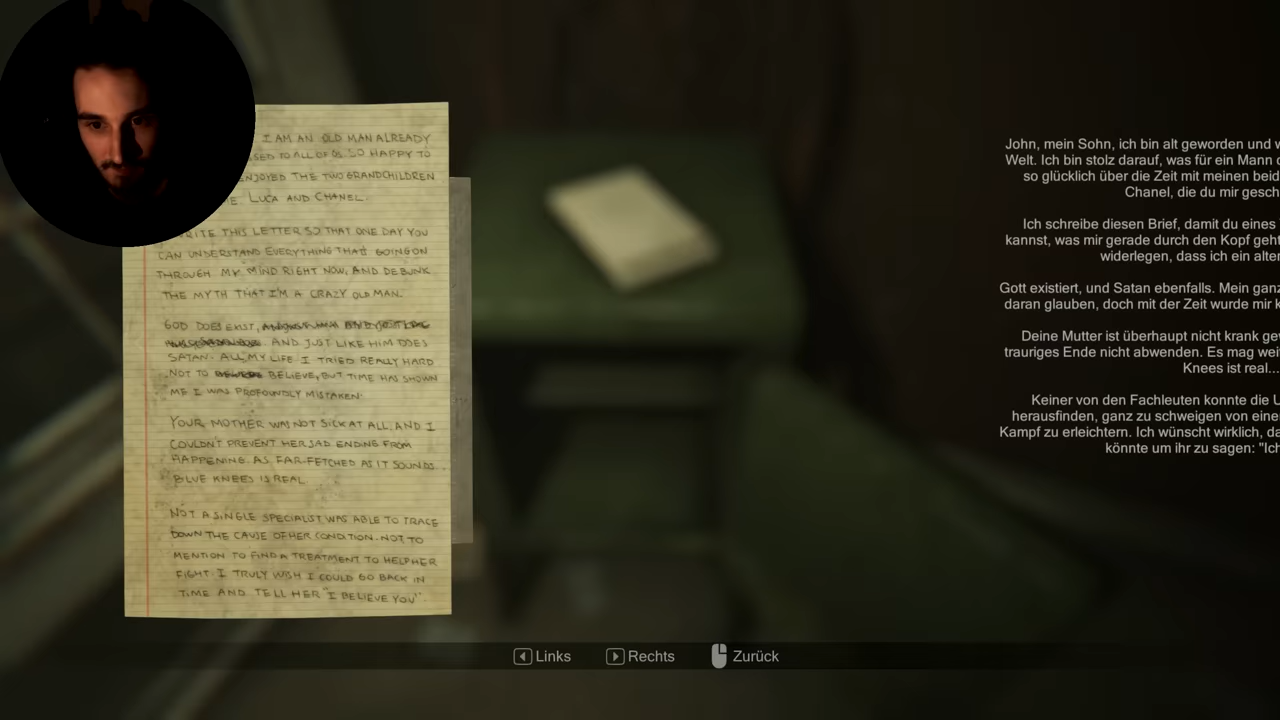 I AM AN OLD MAN ALREADY
SED TO ALL OF US. SO HAPPY TO
ENJOYED THE TWO GRANDCHILDREN
E, LUCA AND CHANEL.
RITE THIS LETTER SO THAT ONE DAY YOU
CAN UNDERSTAND EVERYTHING THAT GOING ON
THROUGH MY MIND RIGHT NOW, AND DEBUNK
THE MYTH THAT I'M A CRAZY OLD MAN.
GOD DOES EXIST,
AND JUST LIKE HIM DOES
SATAN. ALL MY LIFE I TRIED REALLY HARD
NOT TO BELIEVE, BUT TIME HAS SHOWN
ME I WAS PROFOUNDLY MISTAKEN.
YOUR MOTHER WAS NOT SICK AT ALL, AND I
COULDN'T PREVENT HER SAD ENDING FROM
HAPPENING. AS FAR-FETCHED AS IT SOUNDS.
BLUE KNEES IS REAL.
NOT A SINGLE SPECIALIST WAS ABLE TO TRACE
DOWN THE CAUSE OF HER CONDITION. NOT TO
MENTION TO FIND A TREATMENT TO HELP HER
FIGHT. I TRULY WISH I COULD GO BACK IN
TIME AND TELL HER "I BELIEVE YOU".
John, mein Sohn, ich bin alt geworden und w
Welt. Ich bin stolz darauf, was für ein Mann d
so glücklich über die Zeit mit meinen beid
Chanel, die du mir gesch
Ich schreibe diesen Brief, damit du eines
kannst, was mir gerade durch den Kopf geht
widerlegen, dass ich ein alter
Gott existiert, und Satan ebenfalls. Mein ganz
daran glauben, doch mit der Zeit wurde mir k
Deine Mutter ist überhaupt nicht krank ge
trauriges Ende nicht abwenden. Es mag weit
Knees ist real...
Keiner von den Fachleuten konnte die U
herausfinden, ganz zu schweigen von eine
Kampf zu erleichtern. Ich wünscht wirklich, da
könnte um ihr zu sagen: "Ich
Links Rechts Zurück